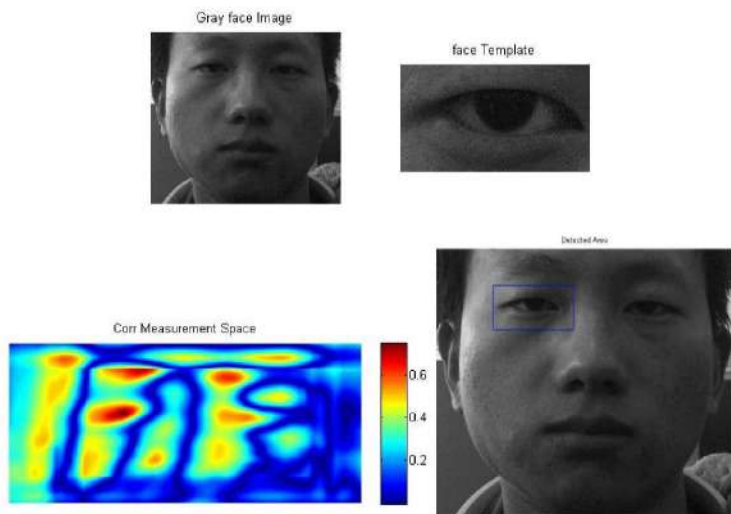 Gray face Image
face Template
Detected Area
Corr Measurement Space
0.6
0.4
0.2